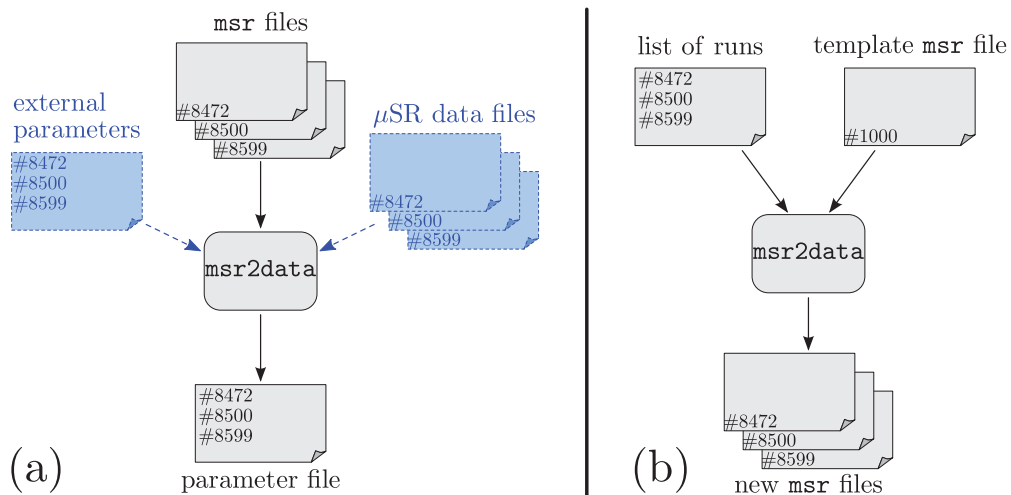 msr files
#8472
#8500
#8599
external
parameters
#8472
#8500
#8599
μSR data files
#8472
#8500
#8599
msr2data
#8472
#8500
#8599
parameter file
(a)
list of runs
#8472
#8500
#8599
template msr file
#1000
msr2data
#8472
#8500
#8599
new msr files
(b)